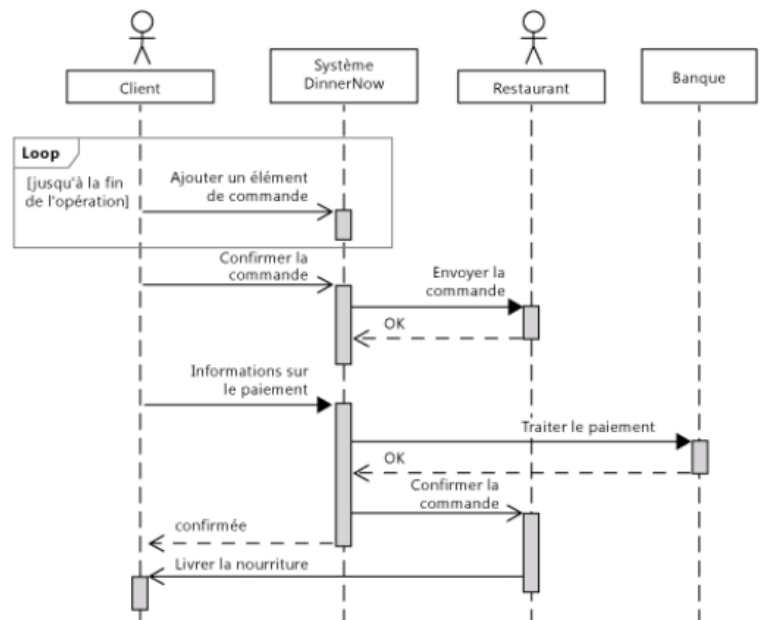 Client
Système
DinnerNow
Restaurant
Banque
Loop
[jusqu'à la fin
de l'opération]
Ajouter un élément
de commande
Confirmer la
commande
Envoyer la
commande
OK
Informations sur
le paiement
Traiter le paiement
OK
Confirmer la
commande
confirmée
Livrer la nourriture